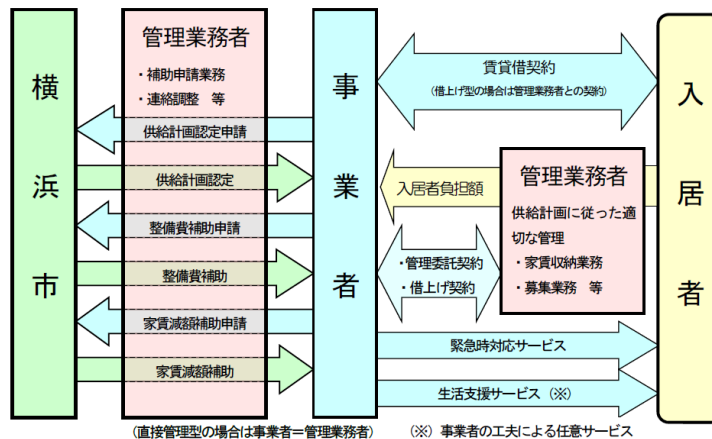 横浜市
管理業務者
・補助申請業務
・連絡調整　等
供給計画認定申請
供給計画認定
整備費補助申請
整備費補助
家賃減額補助申請
家賃減額補助
事業者
賃貸借契約
(借上げ型の場合は管理業務者との契約)
入居者負担額
管理業務者
供給計画に従った適
切な管理
・家賃収納業務
・募集業務　等
・管理委託契約
・借上げ契約
緊急時対応サービス
生活支援サービス（※）
入居者
(直接管理型の場合は事業者＝管理業務者)
(※) 事業者の工夫による任意サービス